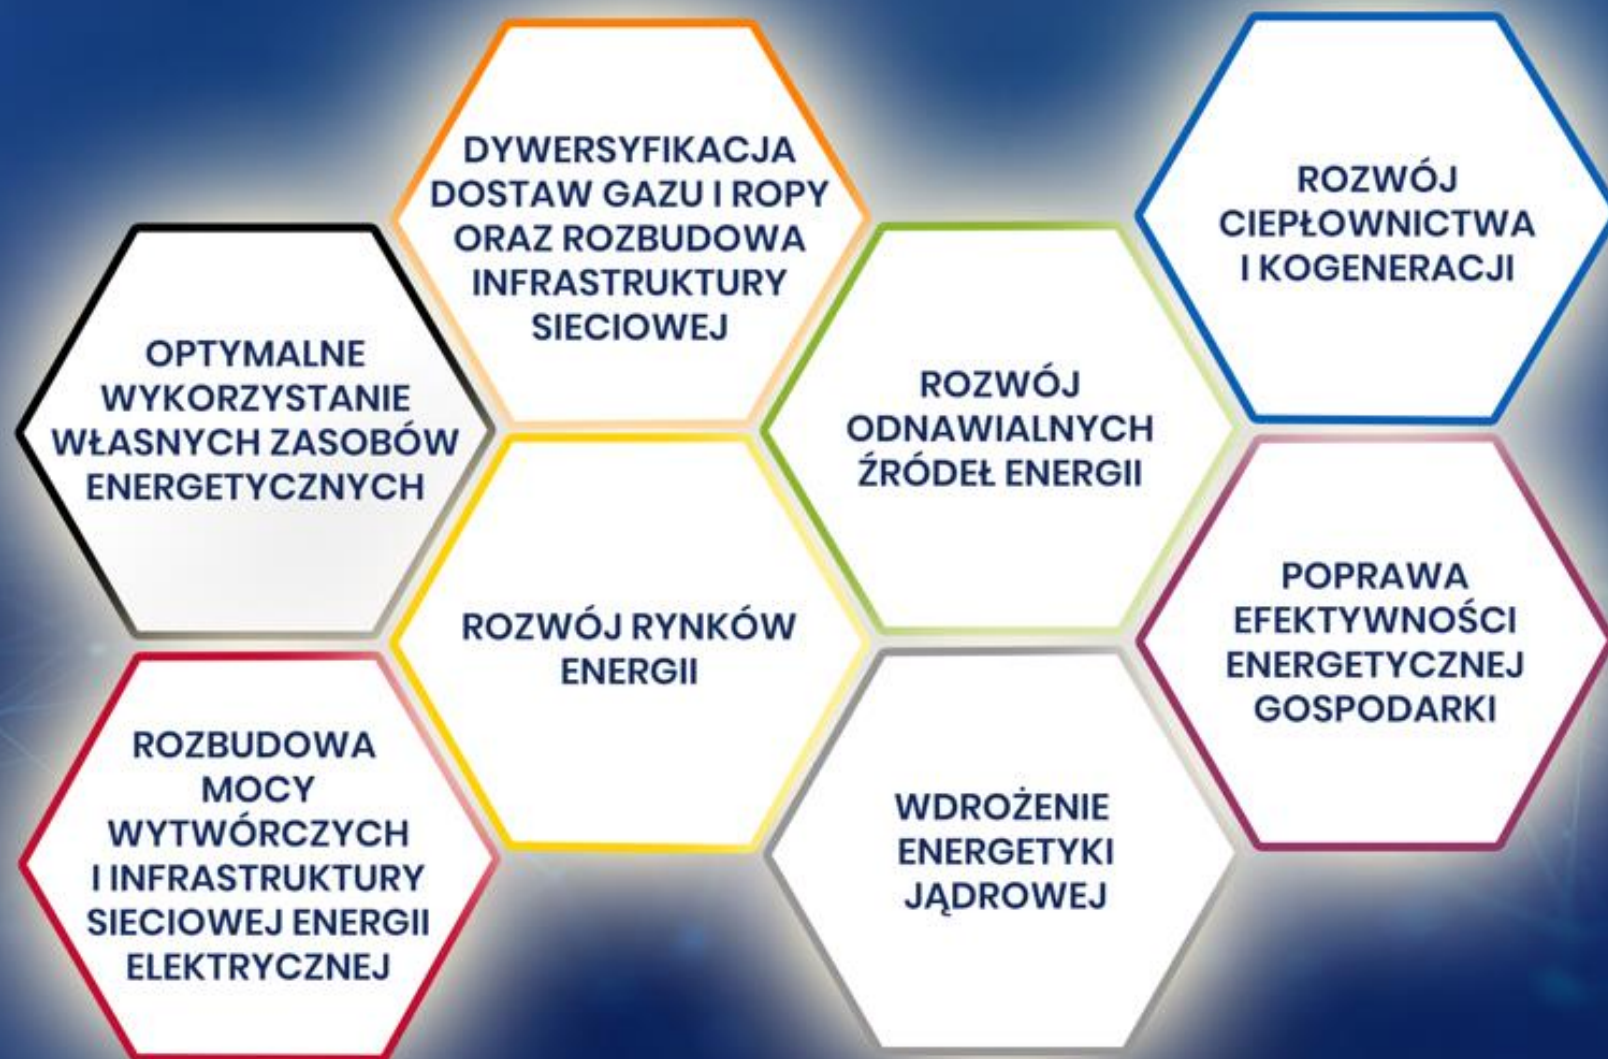 OPTYMALNE
WYKORZYSTANIE
WŁASNYCH ZASOBÓW
ENERGETYCZNYCH
ROZBUDOWA
MOCY
WYTWÓRCZYCH
I INFRASTRUKTURY
SIECIOWEJ ENERGII
ELEKTRYCZNEJ
DYWERSYFIKACJA
DOSTAW GAZU I ROPY
ORAZ ROZBUDOWA
INFRASTRUKTURY
SIECIOWEJ
ROZWÓJ RYNKÓW
ENERGII
ROZWÓJ
ODNAWIALNYCH
ŹRÓDEŁ ENERGII
WDROŻENIE
ENERGETYKI
JĄDROWEJ
ROZWÓJ
CIEPŁOWNICTWA
I KOGENERACJI
POPRAWA
EFEKTYWNOŚCI
ENERGETYCZNEJ
GOSPODARKI